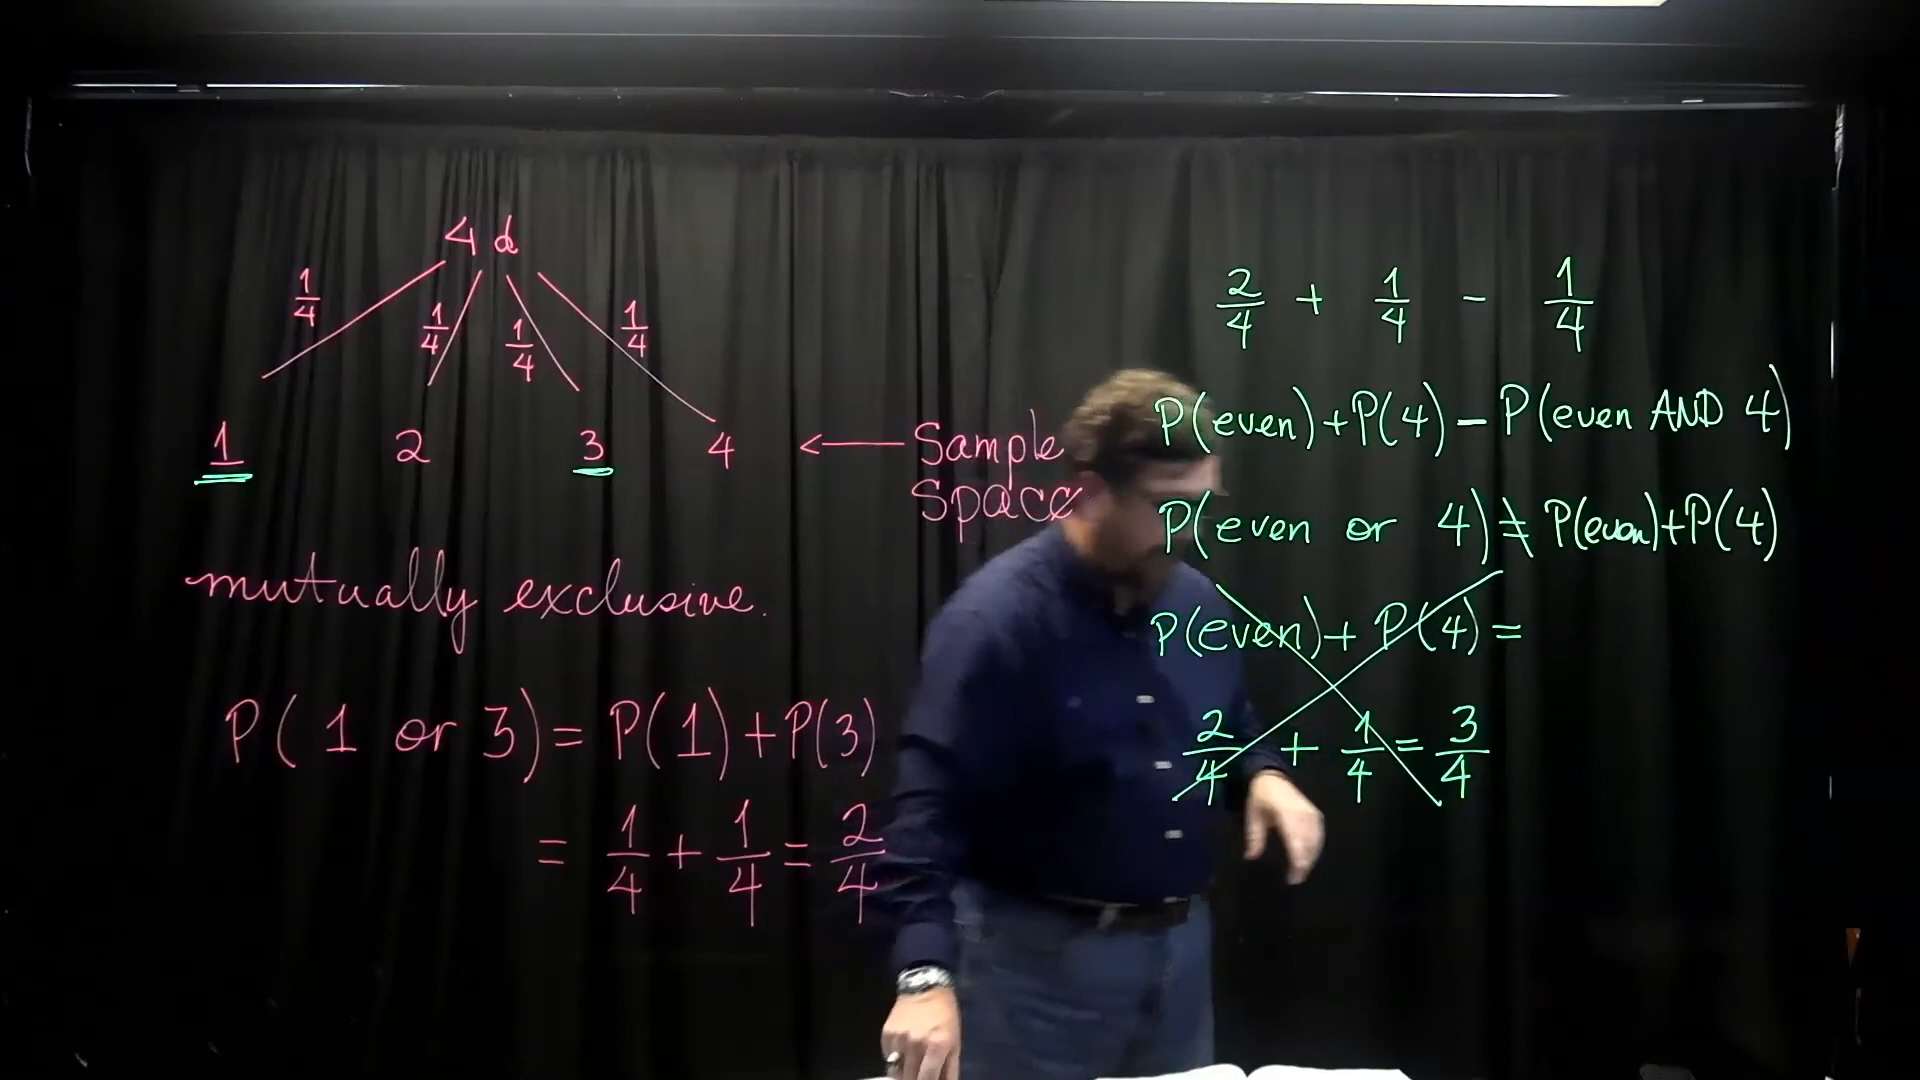 4 d
1/4 1/4 1/4 1/4
1 2 3 4 ← Sample
Space
mutually exclusive.
P( 1 or 3) = P(1) + P(3)
= 1/4 + 1/4 = 2/4
2/4 + 1/4 - 1/4
P(even)+P(4)-P(even AND 4)
P(even or 4) ≠ P(even)+P(4)
P(even)+ P(4) =
2/4 + 1/4 = 3/4